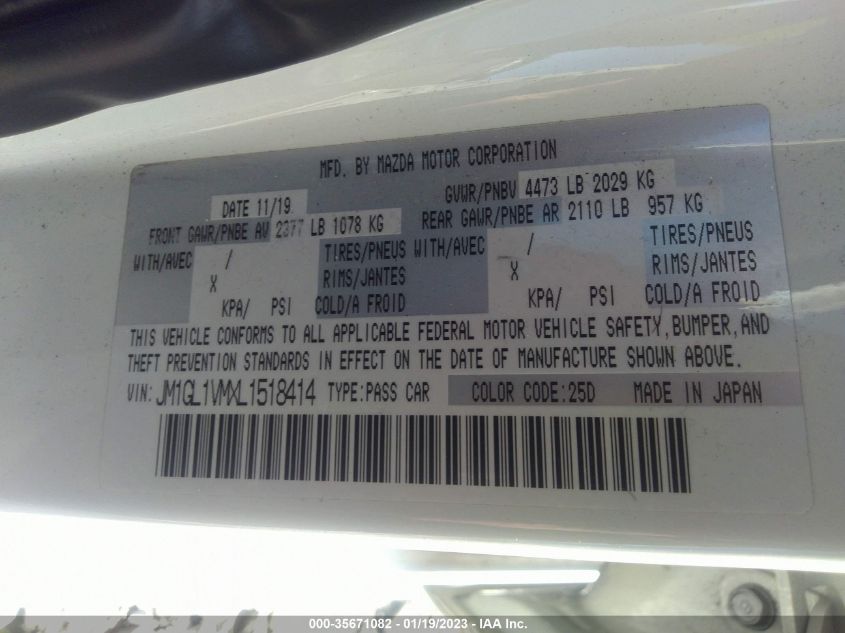 MFD. BY MAZDA MOTOR CORPORATION
DATE 11/19 GVWR/PNBV 4473 LB 2029 KG
FRONT GAWR/PNBE AV 2377 LB 1078 KG REAR GAWR/PNBE AR 2110 LB 957 KG
WITH/AVEC / TIRES/PNEUS WITH/AVEC / TIRES/PNEUS
X RIMS/JANTES X RIMS/JANTES
KPA/ PSI COLD/A FROID KPA/ PSI COLD/A FROID
THIS VEHICLE CONFORMS TO ALL APPLICABLE FEDERAL MOTOR VEHICLE SAFETY, BUMPER, AND
THEFT PREVENTION STANDARDS IN EFFECT ON THE DATE OF MANUFACTURE SHOWN ABOVE.
VIN: JM1GL1VMXL1518414 TYPE: PASS CAR COLOR CODE: 25D MADE IN JAPAN
000-35671082 - 01/19/2023 - IAA Inc.